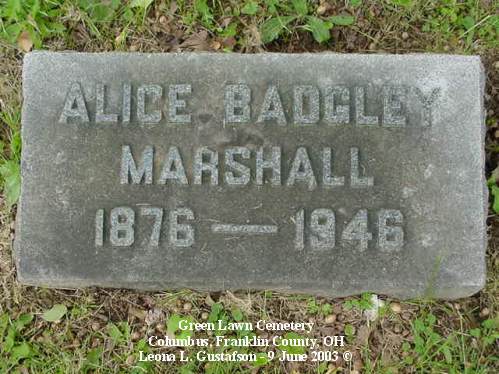 ALICE BADGLEY
MARSHALL
1876 — 1946
Green Lawn Cemetery
Columbus, Franklin County, OH
Leona L. Gustafson - 9 June 2003 ©